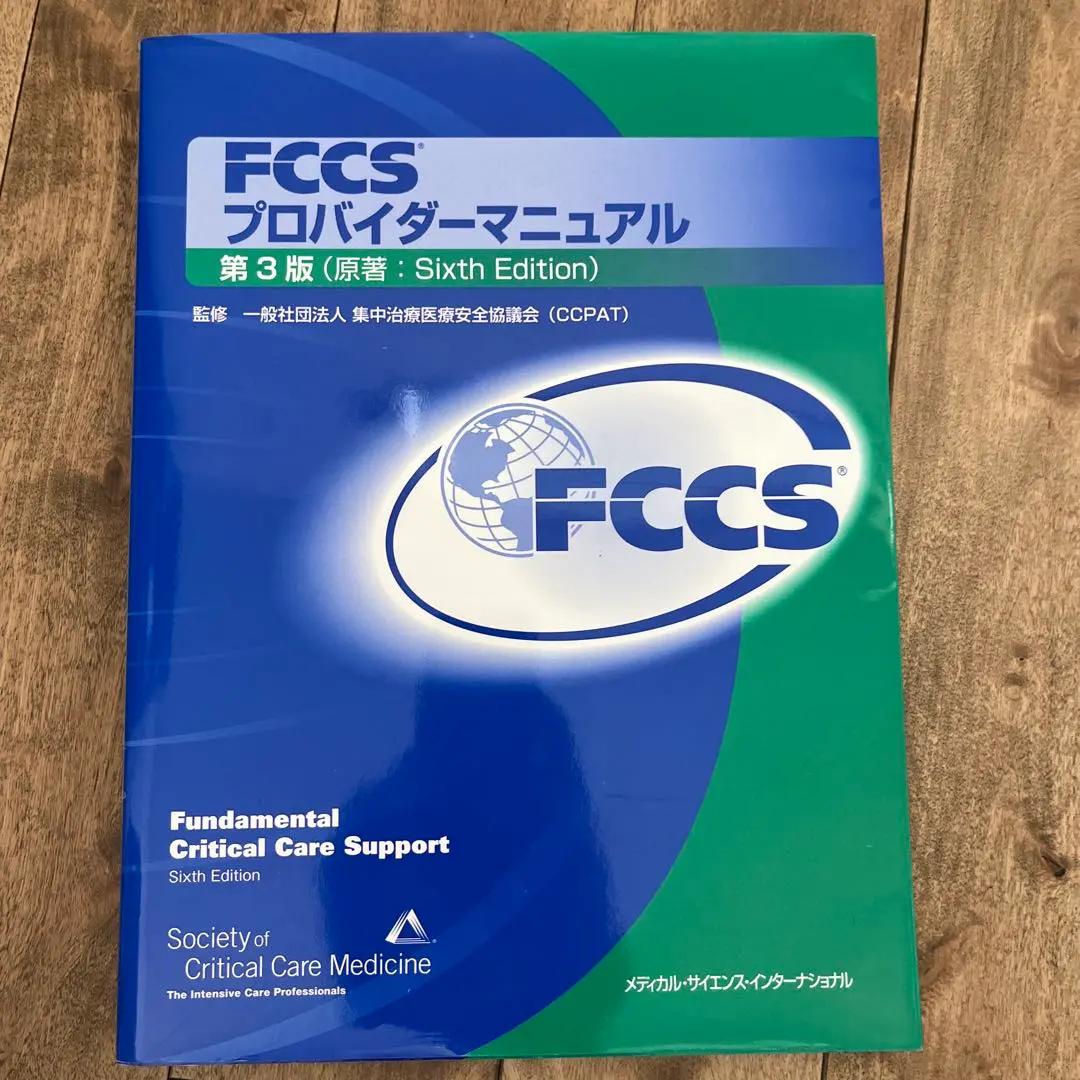 FCCS®
プロバイダーマニュアル
第3版(原著:Sixth Edition)
監修 一般社団法人 集中治療医療安全協議会(CCPAT)
FCCS®
Fundamental
Critical Care Support
Sixth Edition
Society of
Critical Care Medicine
The Intensive Care Professionals
メディカル・サイエンス・インターナショナル